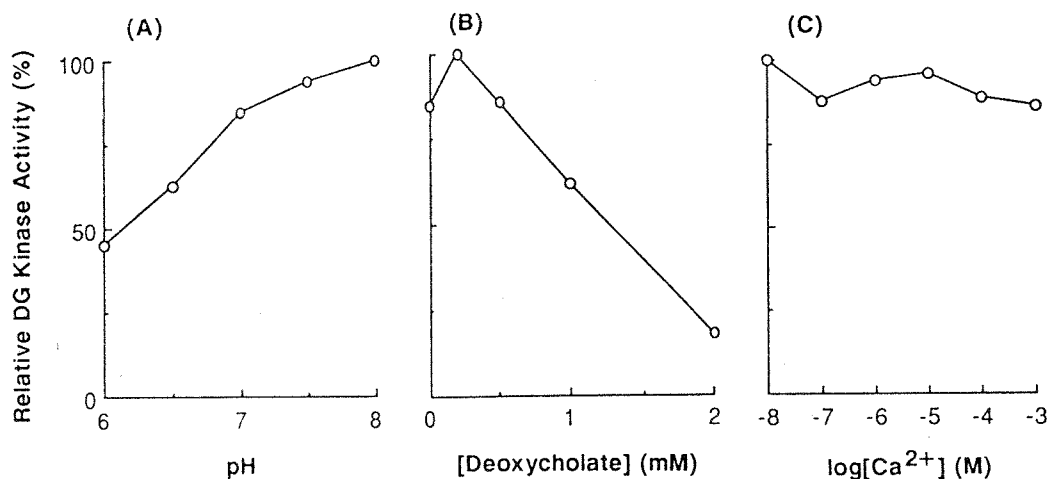 (A)
(B)
(C)
Relative DG Kinase Activity (%)
100
50
0
6 7 8
pH
0 1 2
[Deoxycholate] (mM)
-8 -7 -6 -5 -4 -3
log[Ca²⁺] (M)